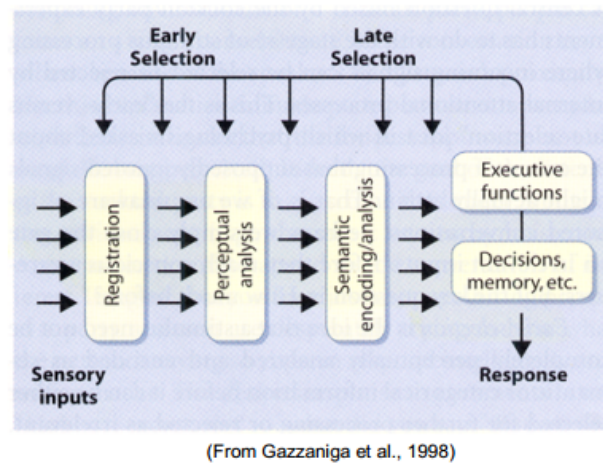 Early
Selection
Late
Selection
Registration
Perceptual
analysis
Semantic
encoding/analysis
Executive
functions
Decisions,
memory, etc.
Sensory
inputs
Response
(From Gazzaniga et al., 1998)